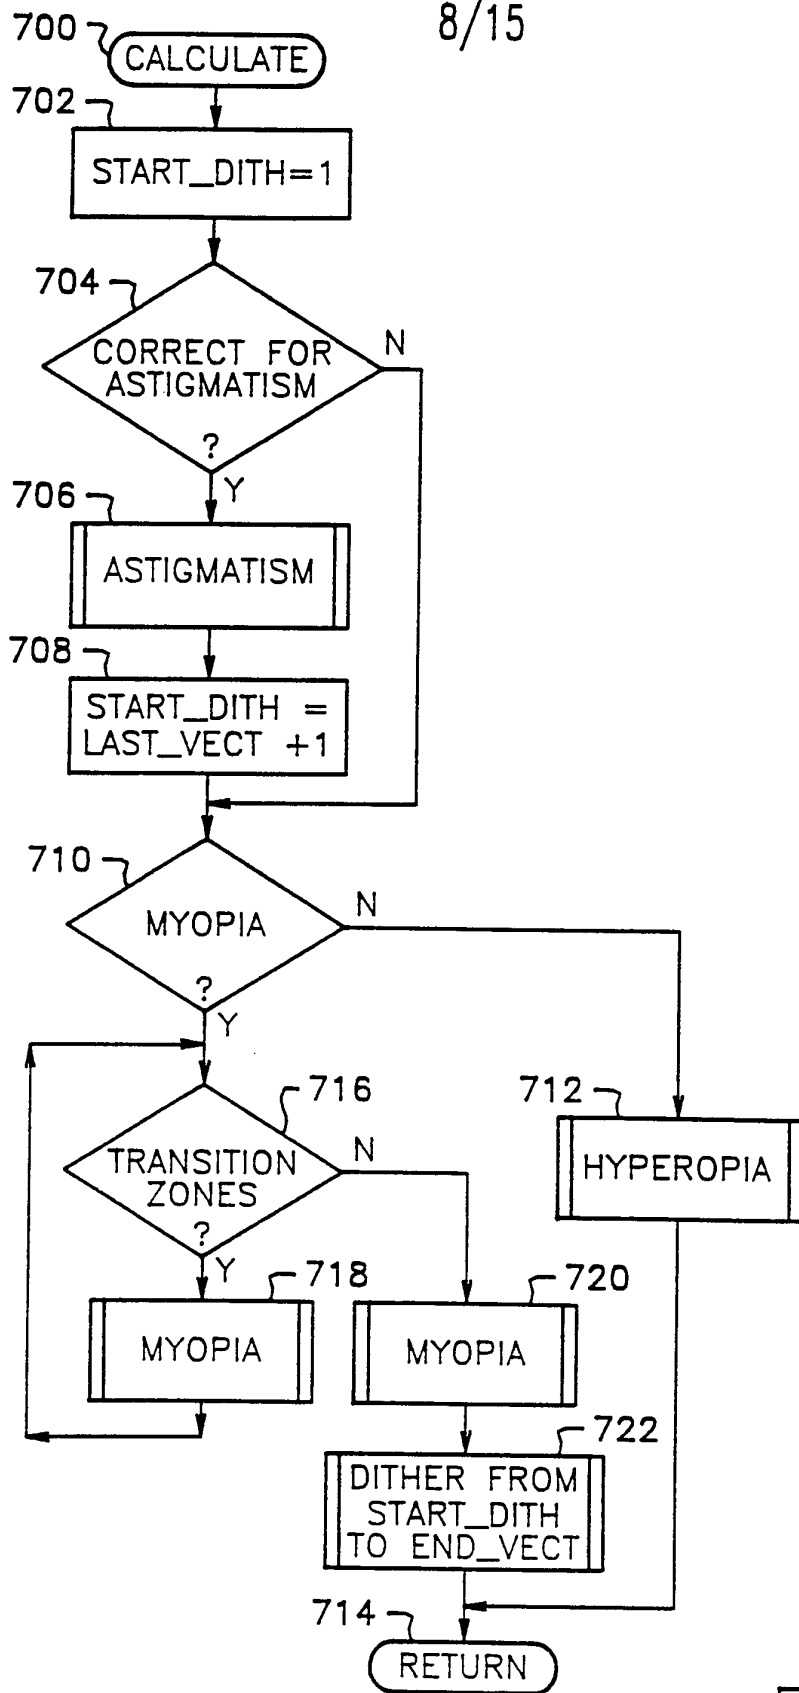 8/15
700
CALCULATE
702
START_DITH=1
704
CORRECT FOR
ASTIGMATISM
?
N
Y
706
ASTIGMATISM
708
START_DITH =
LAST_VECT +1
710
MYOPIA
?
N
Y
716
TRANSITION
ZONES
?
N
Y
712
HYPEROPIA
718
MYOPIA
720
MYOPIA
722
DITHER FROM
START_DITH
TO END_VECT
714
RETURN